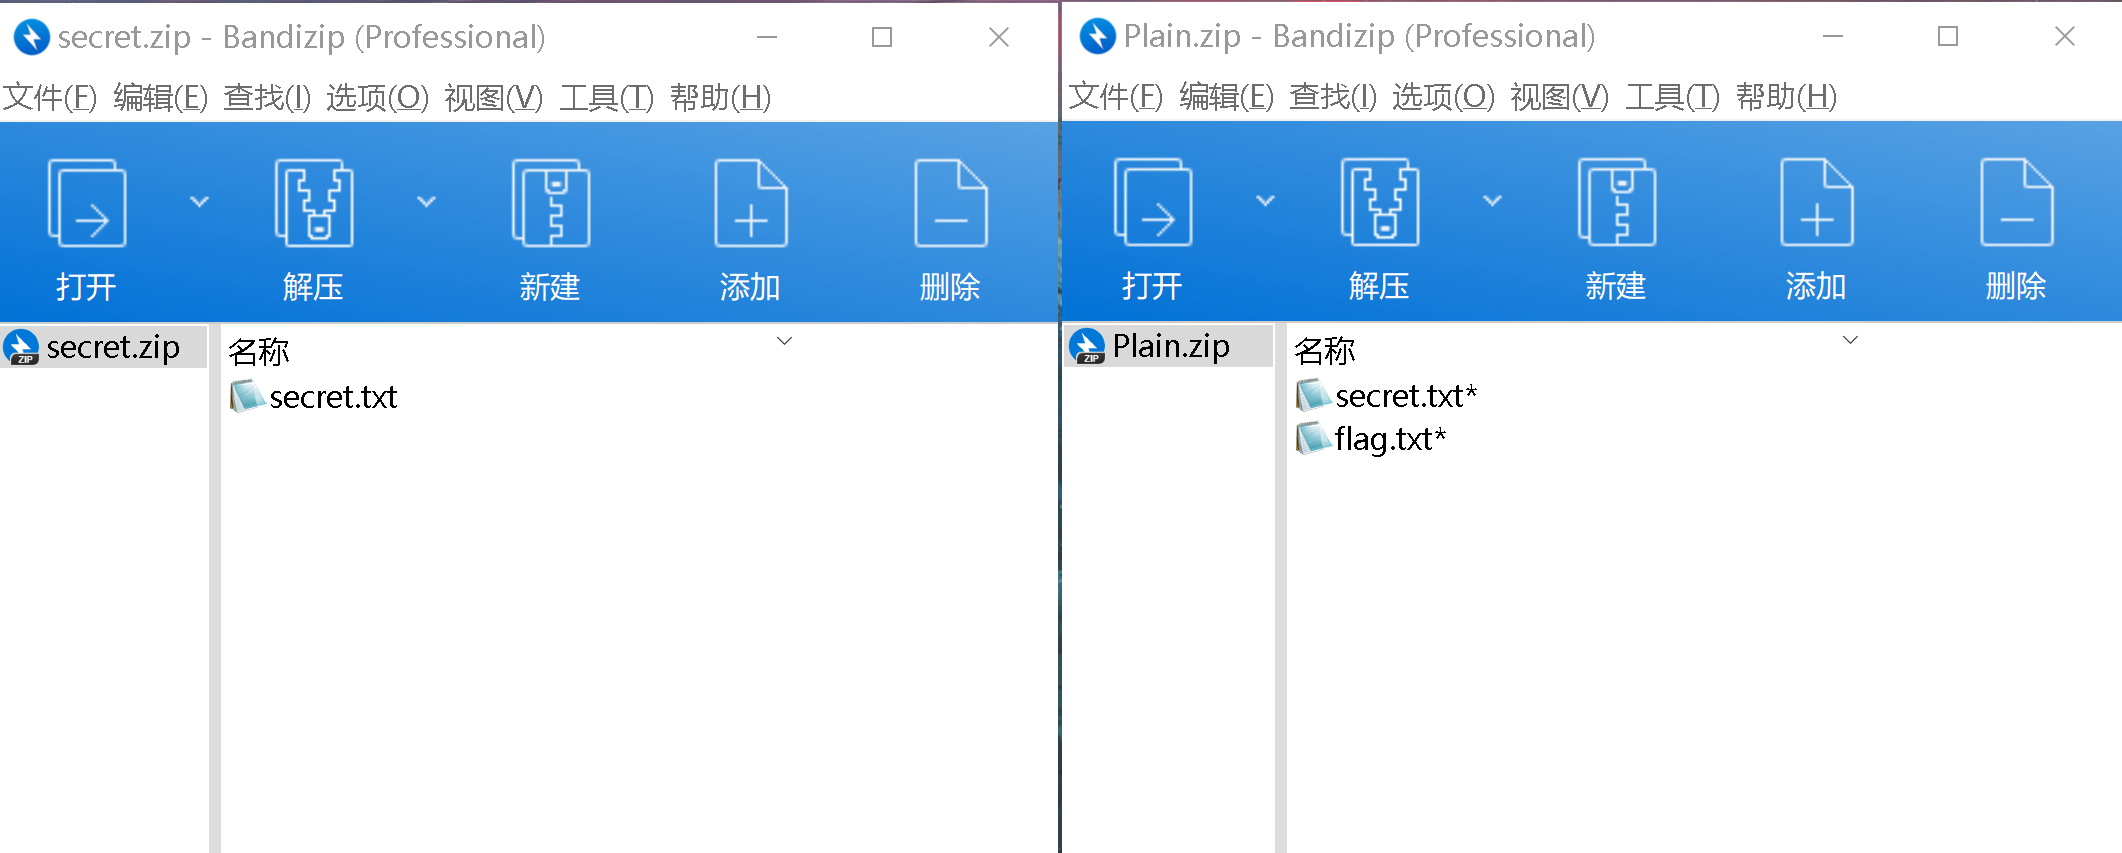 secret.zip - Bandizip (Professional)
文件(F) 编辑(E) 查找(I) 选项(O) 视图(V) 工具(T) 帮助(H)
打开 解压 新建 添加 删除
ZIP secret.zip
名称
secret.txt
Plain.zip - Bandizip (Professional)
文件(F) 编辑(E) 查找(I) 选项(O) 视图(V) 工具(T) 帮助(H)
打开 解压 新建 添加 删除
ZIP Plain.zip
名称
secret.txt*
flag.txt*